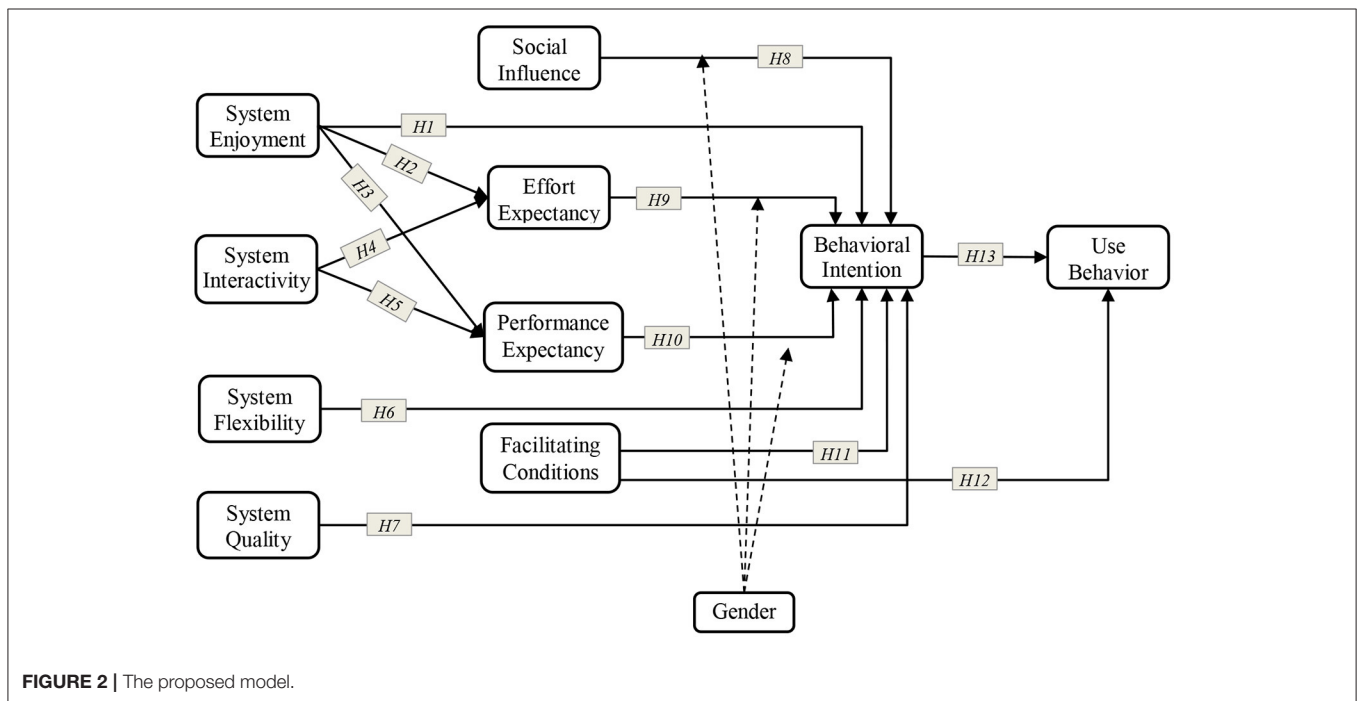 Social
Influence
H8
System
Enjoyment
H1
H2
H3
Effort
Expectancy
H9
System
Interactivity
H4
H5
Behavioral
Intention
H13
Use
Behavior
Performance
Expectancy
H10
System
Flexibility
H6
Facilitating
Conditions
H11
H12
System
Quality
H7
Gender
FIGURE 2 | The proposed model.